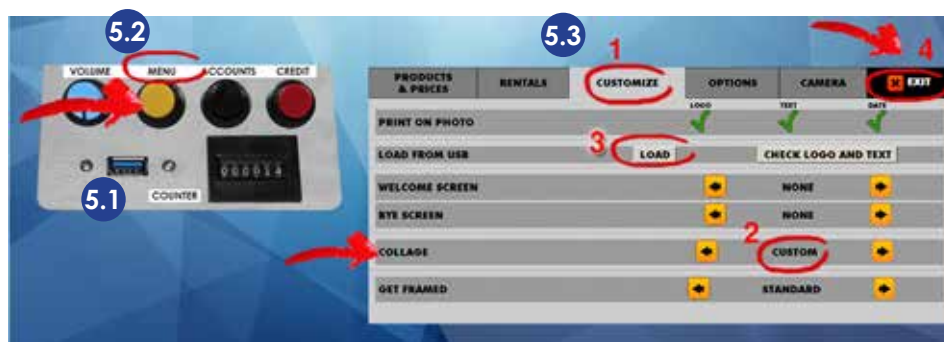 5.2
VOLUME MENU ACCOUNTS CREDIT
5.1
COUNTER
000014
5.3
1
4
PRODUCTS & PRICES
RENTALS
CUSTOMIZE
OPTIONS
CAMERA
X EXIT
LOGO TEXT DATE
PRINT ON PHOTO
3
LOAD FROM USB LOAD CHECK LOGO AND TEXT
WELCOME SCREEN NONE
BYE SCREEN NONE
2
COLLAGE CUSTOM
GET FRAMED STANDARD